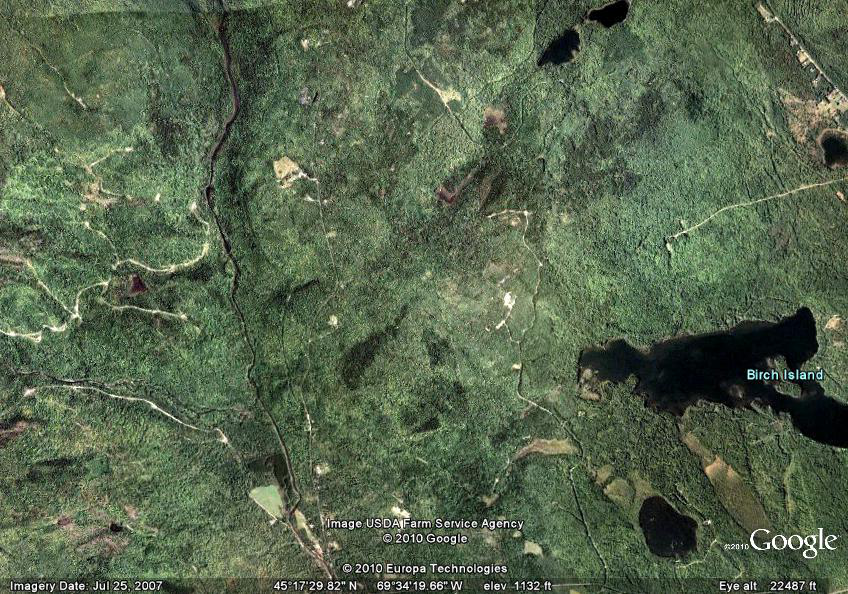 Birch Island
Image USDA Farm Service Agency
© 2010 Google
©2010 Google
© 2010 Europa Technologies
Imagery Date: Jul 25, 2007 45°17'29.82" N 69°34'19.66" W elev 1132 ft Eye alt 22487 ft